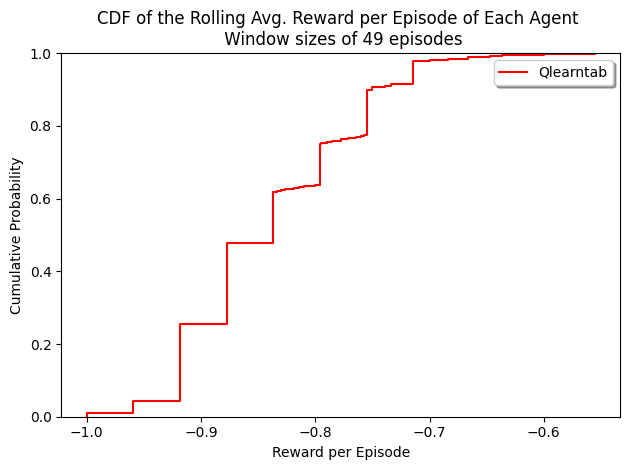 CDF of the Rolling Avg. Reward per Episode of Each Agent
Window sizes of 49 episodes
Qlearntab
1.0
0.8
0.6
0.4
0.2
0.0
Cumulative Probability
−1.0 −0.9 −0.8 −0.7 −0.6
Reward per Episode